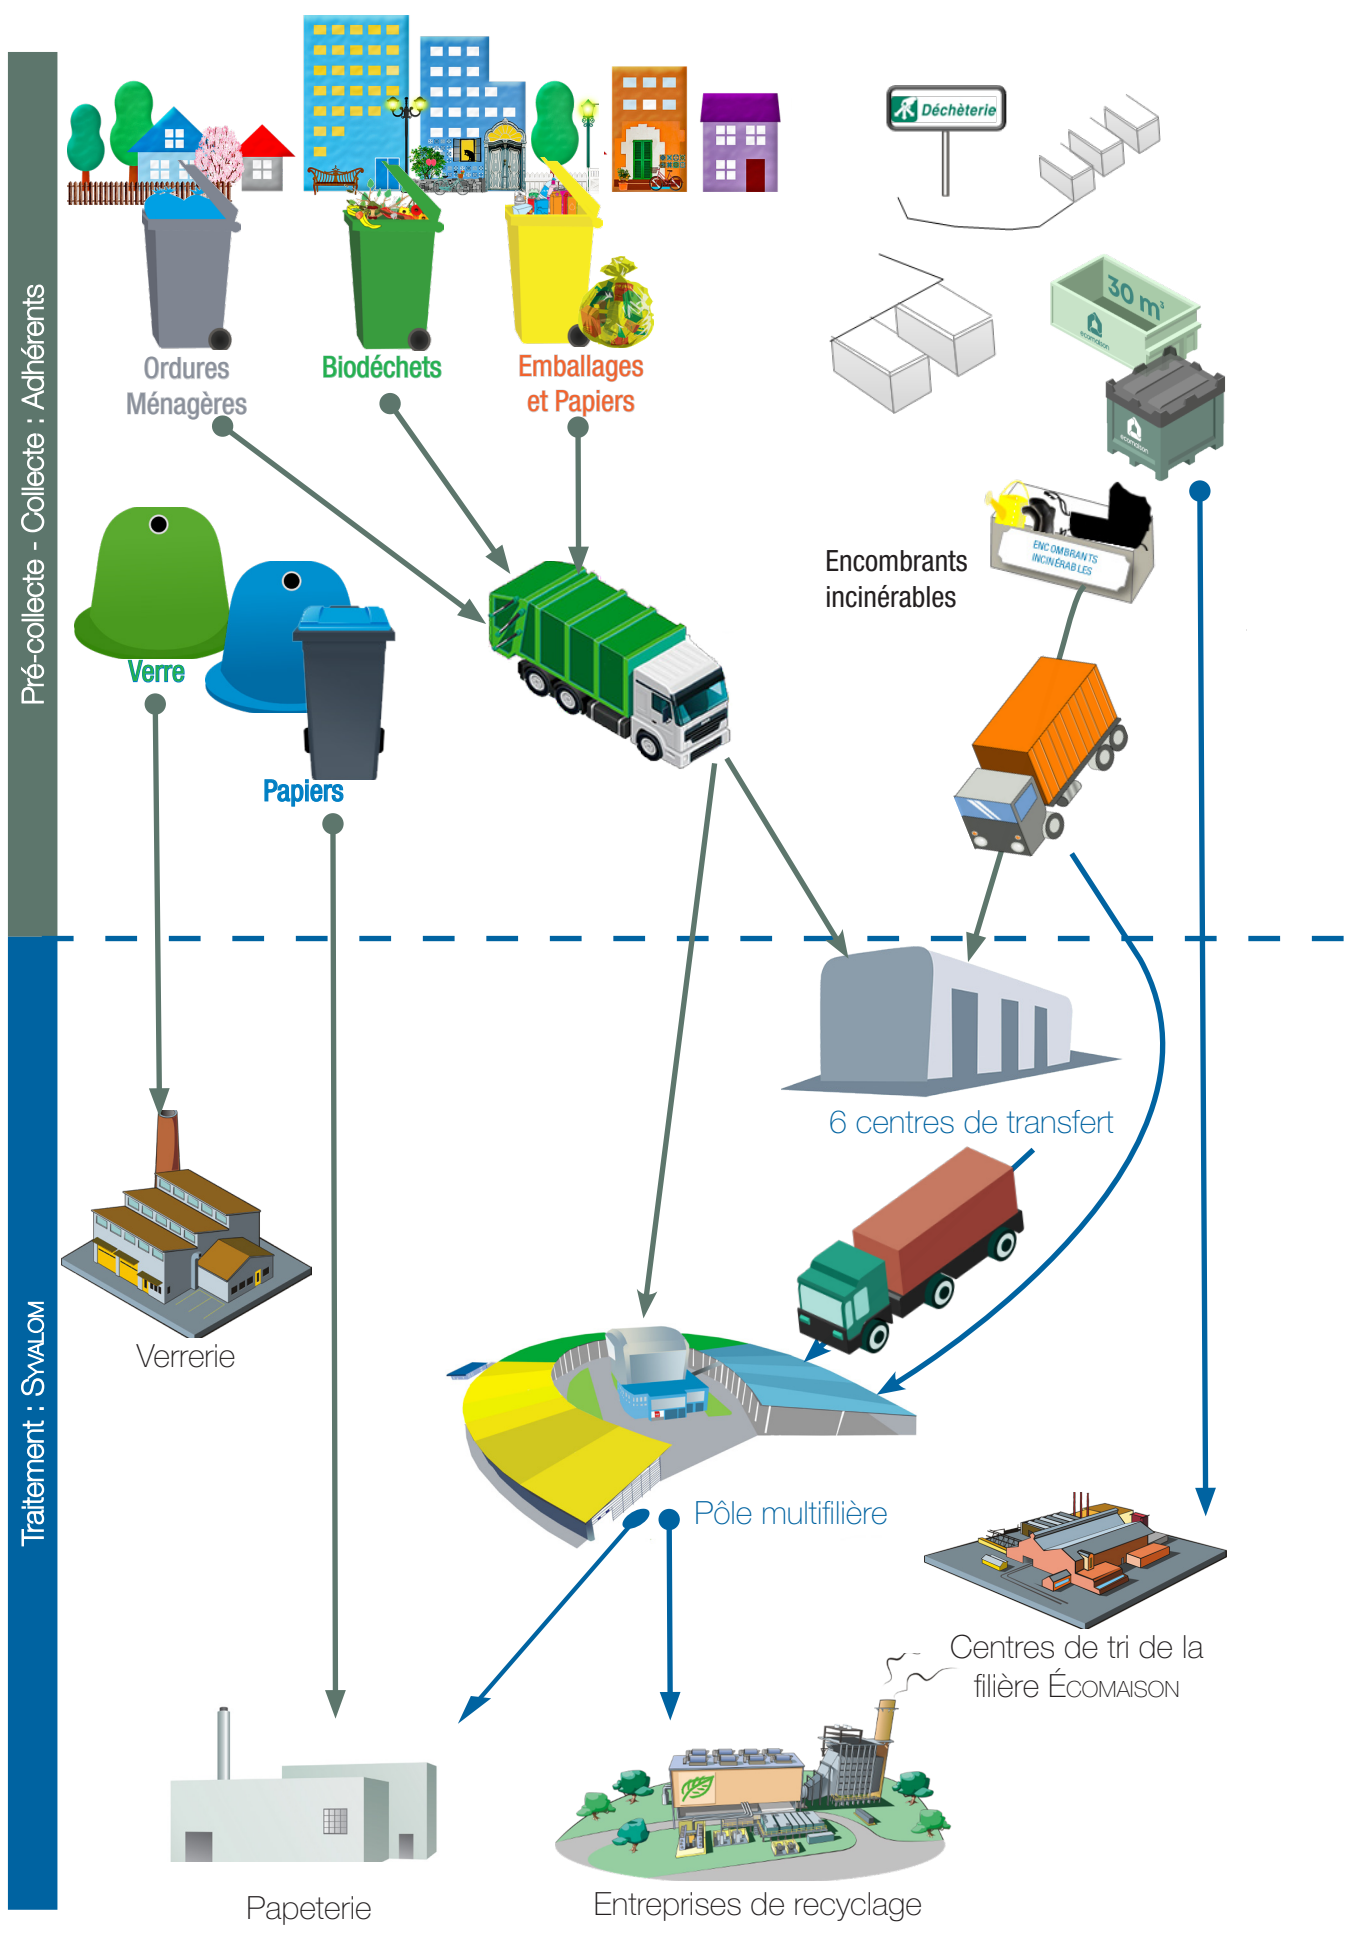 Pré-collecte - Collecte : Adhérents
Déchèterie
30 m³
ecomaison
ecomaison
Ordures
Ménagères
Biodéchets
Emballages
et Papiers
ENCOMBRANTS
INCINÉRABLES
Encombrants
incinérables
Verre
Papiers
Traitement : SYVALOM
6 centres de transfert
Verrerie
Pôle multifilière
Centres de tri de la
filière ÉCOMAISON
Papeterie
Entreprises de recyclage